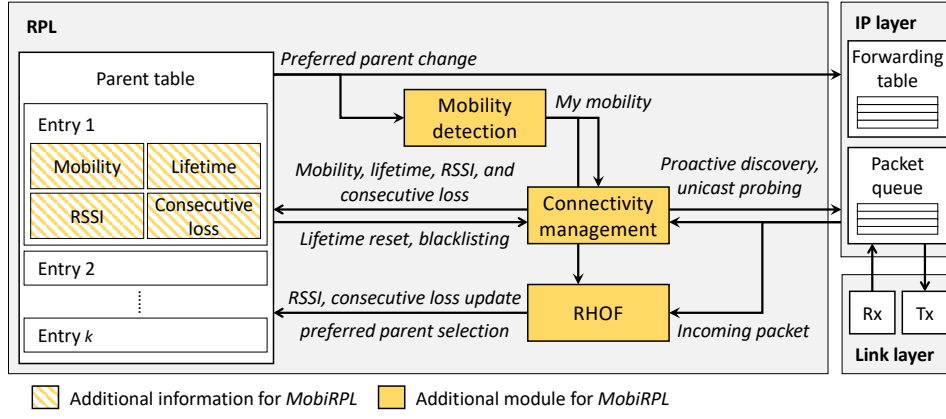 RPL
Parent table
Entry 1
Mobility
Lifetime
RSSI
Consecutive
loss
Entry 2
Entry k
Preferred parent change
Mobility
detection
My mobility
Mobility, lifetime, RSSI, and
consecutive loss
Connectivity
management
Lifetime reset, blacklisting
Proactive discovery,
unicast probing
RSSI, consecutive loss update
preferred parent selection
RHOF
Incoming packet
IP layer
Forwarding
table
Packet
queue
Rx
Tx
Link layer
Additional information for MobiRPL
Additional module for MobiRPL